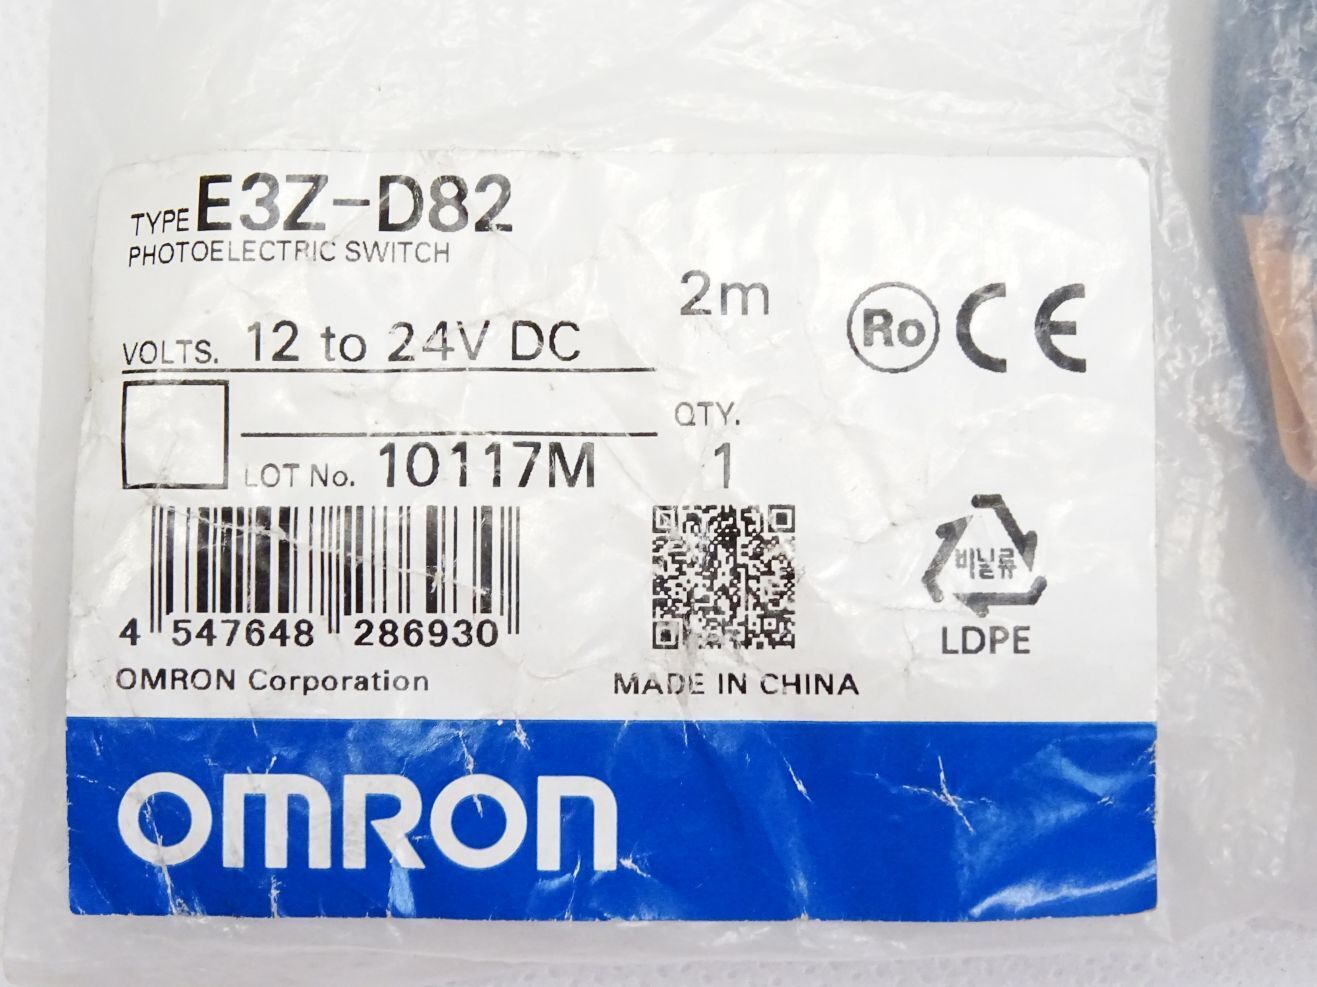 TYPE E3Z-D82
PHOTOELECTRIC SWITCH
2m
VOLTS. 12 to 24V DC
Ro CE
QTY.
LOT No. 10117M
1
4 547648 286930
비닐류
LDPE
OMRON Corporation
MADE IN CHINA
OMRON